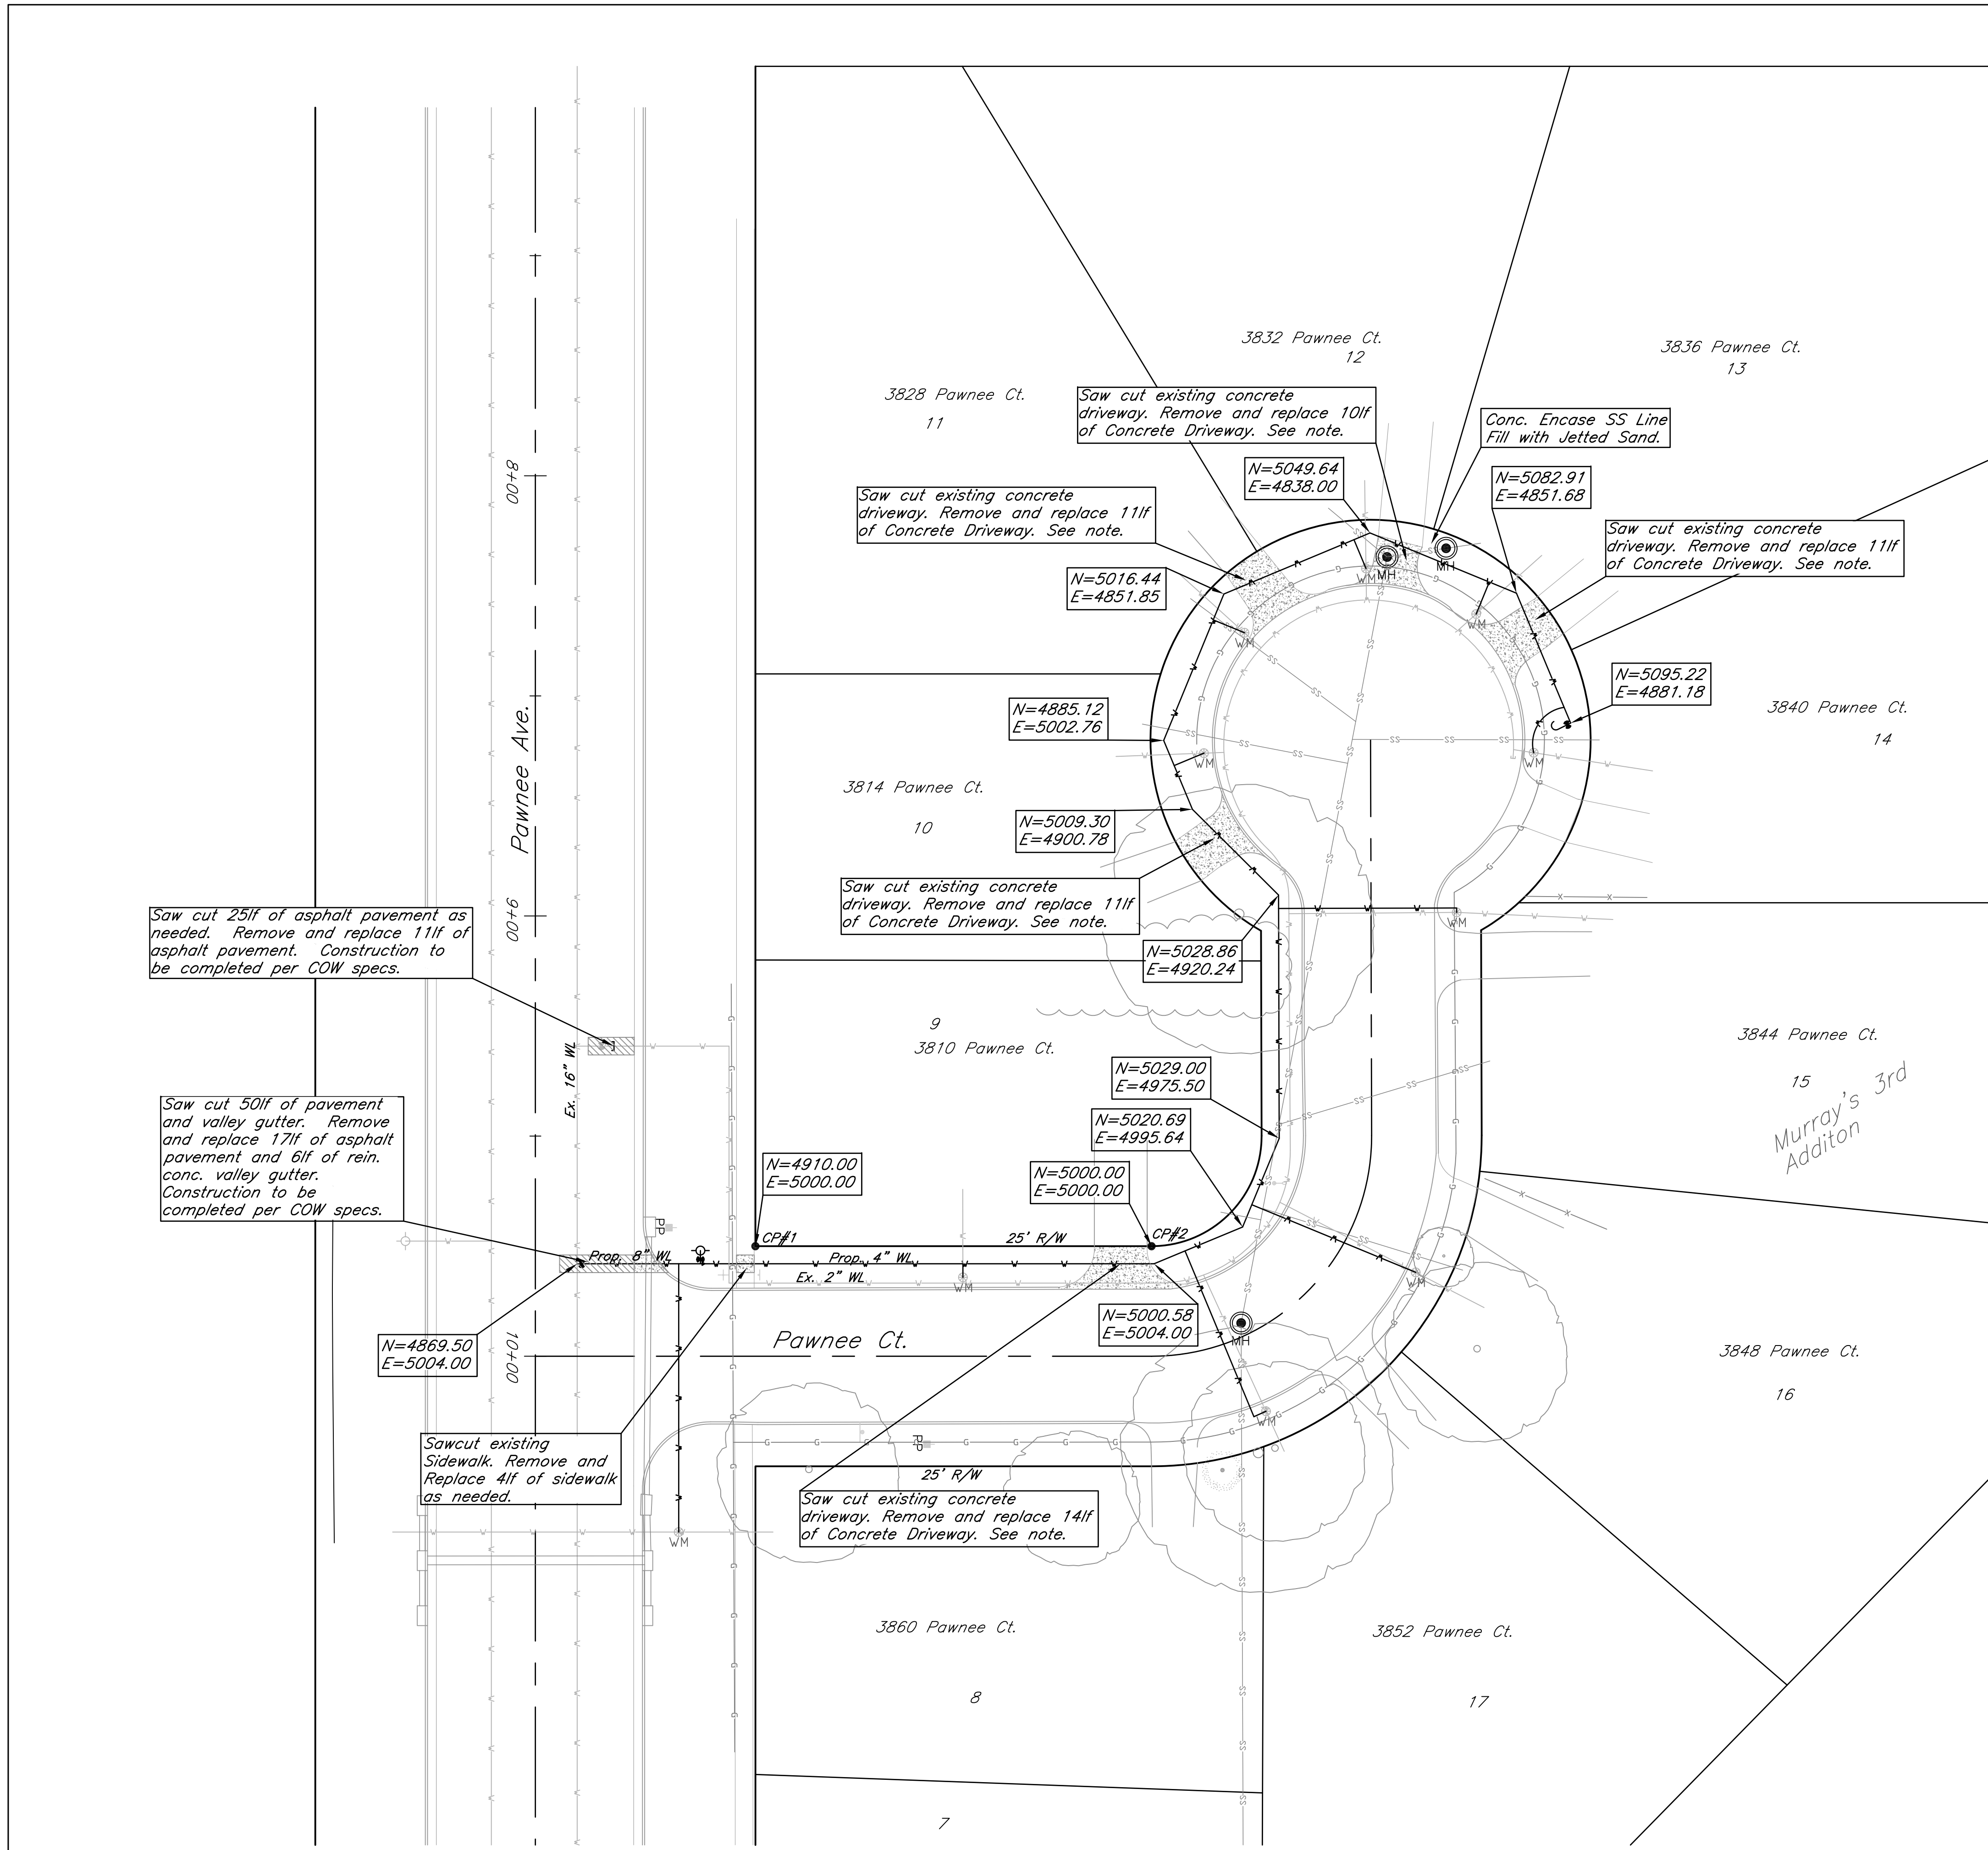 3832 Pawnee Ct.
12
3836 Pawnee Ct.
13
3828 Pawnee Ct.
11
Saw cut existing concrete
driveway. Remove and replace 10lf
of Concrete Driveway. See note.
Conc. Encase SS Line
Fill with Jetted Sand.
N=5049.64
E=4838.00
N=5082.91
E=4851.68
8+00
Saw cut existing concrete
driveway. Remove and replace 11lf
of Concrete Driveway. See note.
Saw cut existing concrete
driveway. Remove and replace 11lf
of Concrete Driveway. See note.
N=5016.44
E=4851.85
WM
MH
MH
WM
WM
N=5095.22
E=4881.18
3840 Pawnee Ct.
14
N=4885.12
E=5002.76
WM
WM
Pawnee Ave.
3814 Pawnee Ct.
10
N=5009.30
E=4900.78
Saw cut existing concrete
driveway. Remove and replace 11lf
of Concrete Driveway. See note.
WM
9+00
Saw cut 25lf of asphalt pavement as
needed. Remove and replace 11lf of
asphalt pavement. Construction to
be completed per COW specs.
N=5028.86
E=4920.24
9
3810 Pawnee Ct.
3844 Pawnee Ct.
15
Murray's 3rd
Additon
Ex. 16" WL
N=5029.00
E=4975.50
Saw cut 50lf of pavement
and valley gutter. Remove
and replace 17lf of asphalt
pavement and 6lf of rein.
conc. valley gutter.
Construction to be
completed per COW specs.
N=5020.69
E=4995.64
N=4910.00
E=5000.00
N=5000.00
E=5000.00
PP
CP#1
25' R/W
CP#2
Prop. 8" WL
Prop. 4" WL
Ex. 2" WL
WM
WM
N=5000.58
E=5004.00
MH
N=4869.50
E=5004.00
10+00
Pawnee Ct.
3848 Pawnee Ct.
16
WM
Sawcut existing
Sidewalk. Remove and
Replace 4lf of sidewalk
as needed.
PP
25' R/W
Saw cut existing concrete
driveway. Remove and replace 14lf
of Concrete Driveway. See note.
WM
3860 Pawnee Ct.
8
3852 Pawnee Ct.
17
7